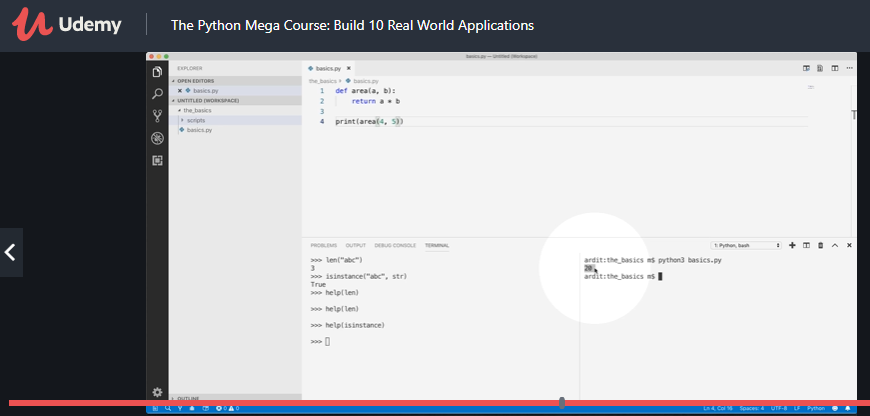 Udemy
The Python Mega Course: Build 10 Real World Applications
basics.py — Untitled (Workspace)
EXPLORER
OPEN EDITORS
basics.py
UNTITLED (WORKSPACE)
the_basics
scripts
basics.py
OUTLINE
basics.py
the_basics
basics.py
1 def area(a, b):
2 return a * b
3
4 print(area(4, 5))
PROBLEMS
OUTPUT
DEBUG CONSOLE
TERMINAL
1: Python, bash
>>> len("abc")
3
>>> isinstance("abc", str)
True
>>> help(len)
>>> help(len)
>>> help(isinstance)
>>>
ardit:the_basics m$ python3 basics.py
20
ardit:the_basics m$
0 0
Ln 4, Col 16
Spaces: 4
UTF-8
LF
Python